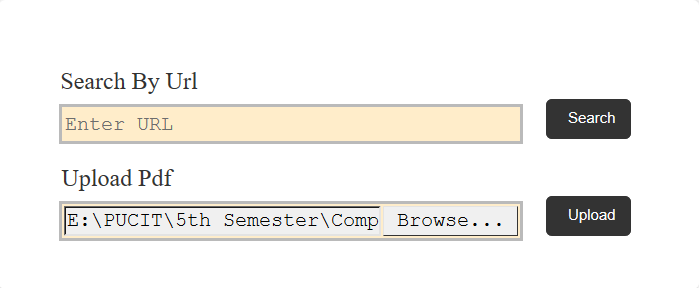 Search By Url
Enter URL Search
Upload Pdf
E:\PUCIT\5th Semester\Comp Browse... Upload